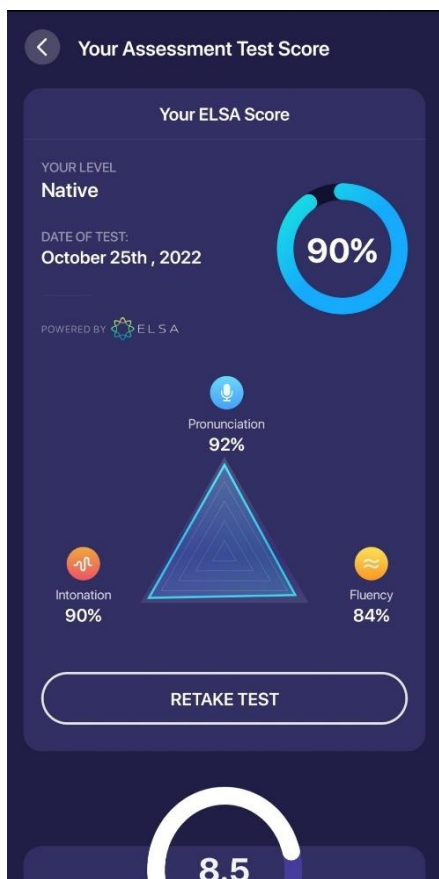 Your Assessment Test Score
Your ELSA Score
YOUR LEVEL
Native
DATE OF TEST:
October 25th , 2022
90%
POWERED BY ELSA
Pronunciation
92%
Intonation
90%
Fluency
84%
RETAKE TEST
8.5